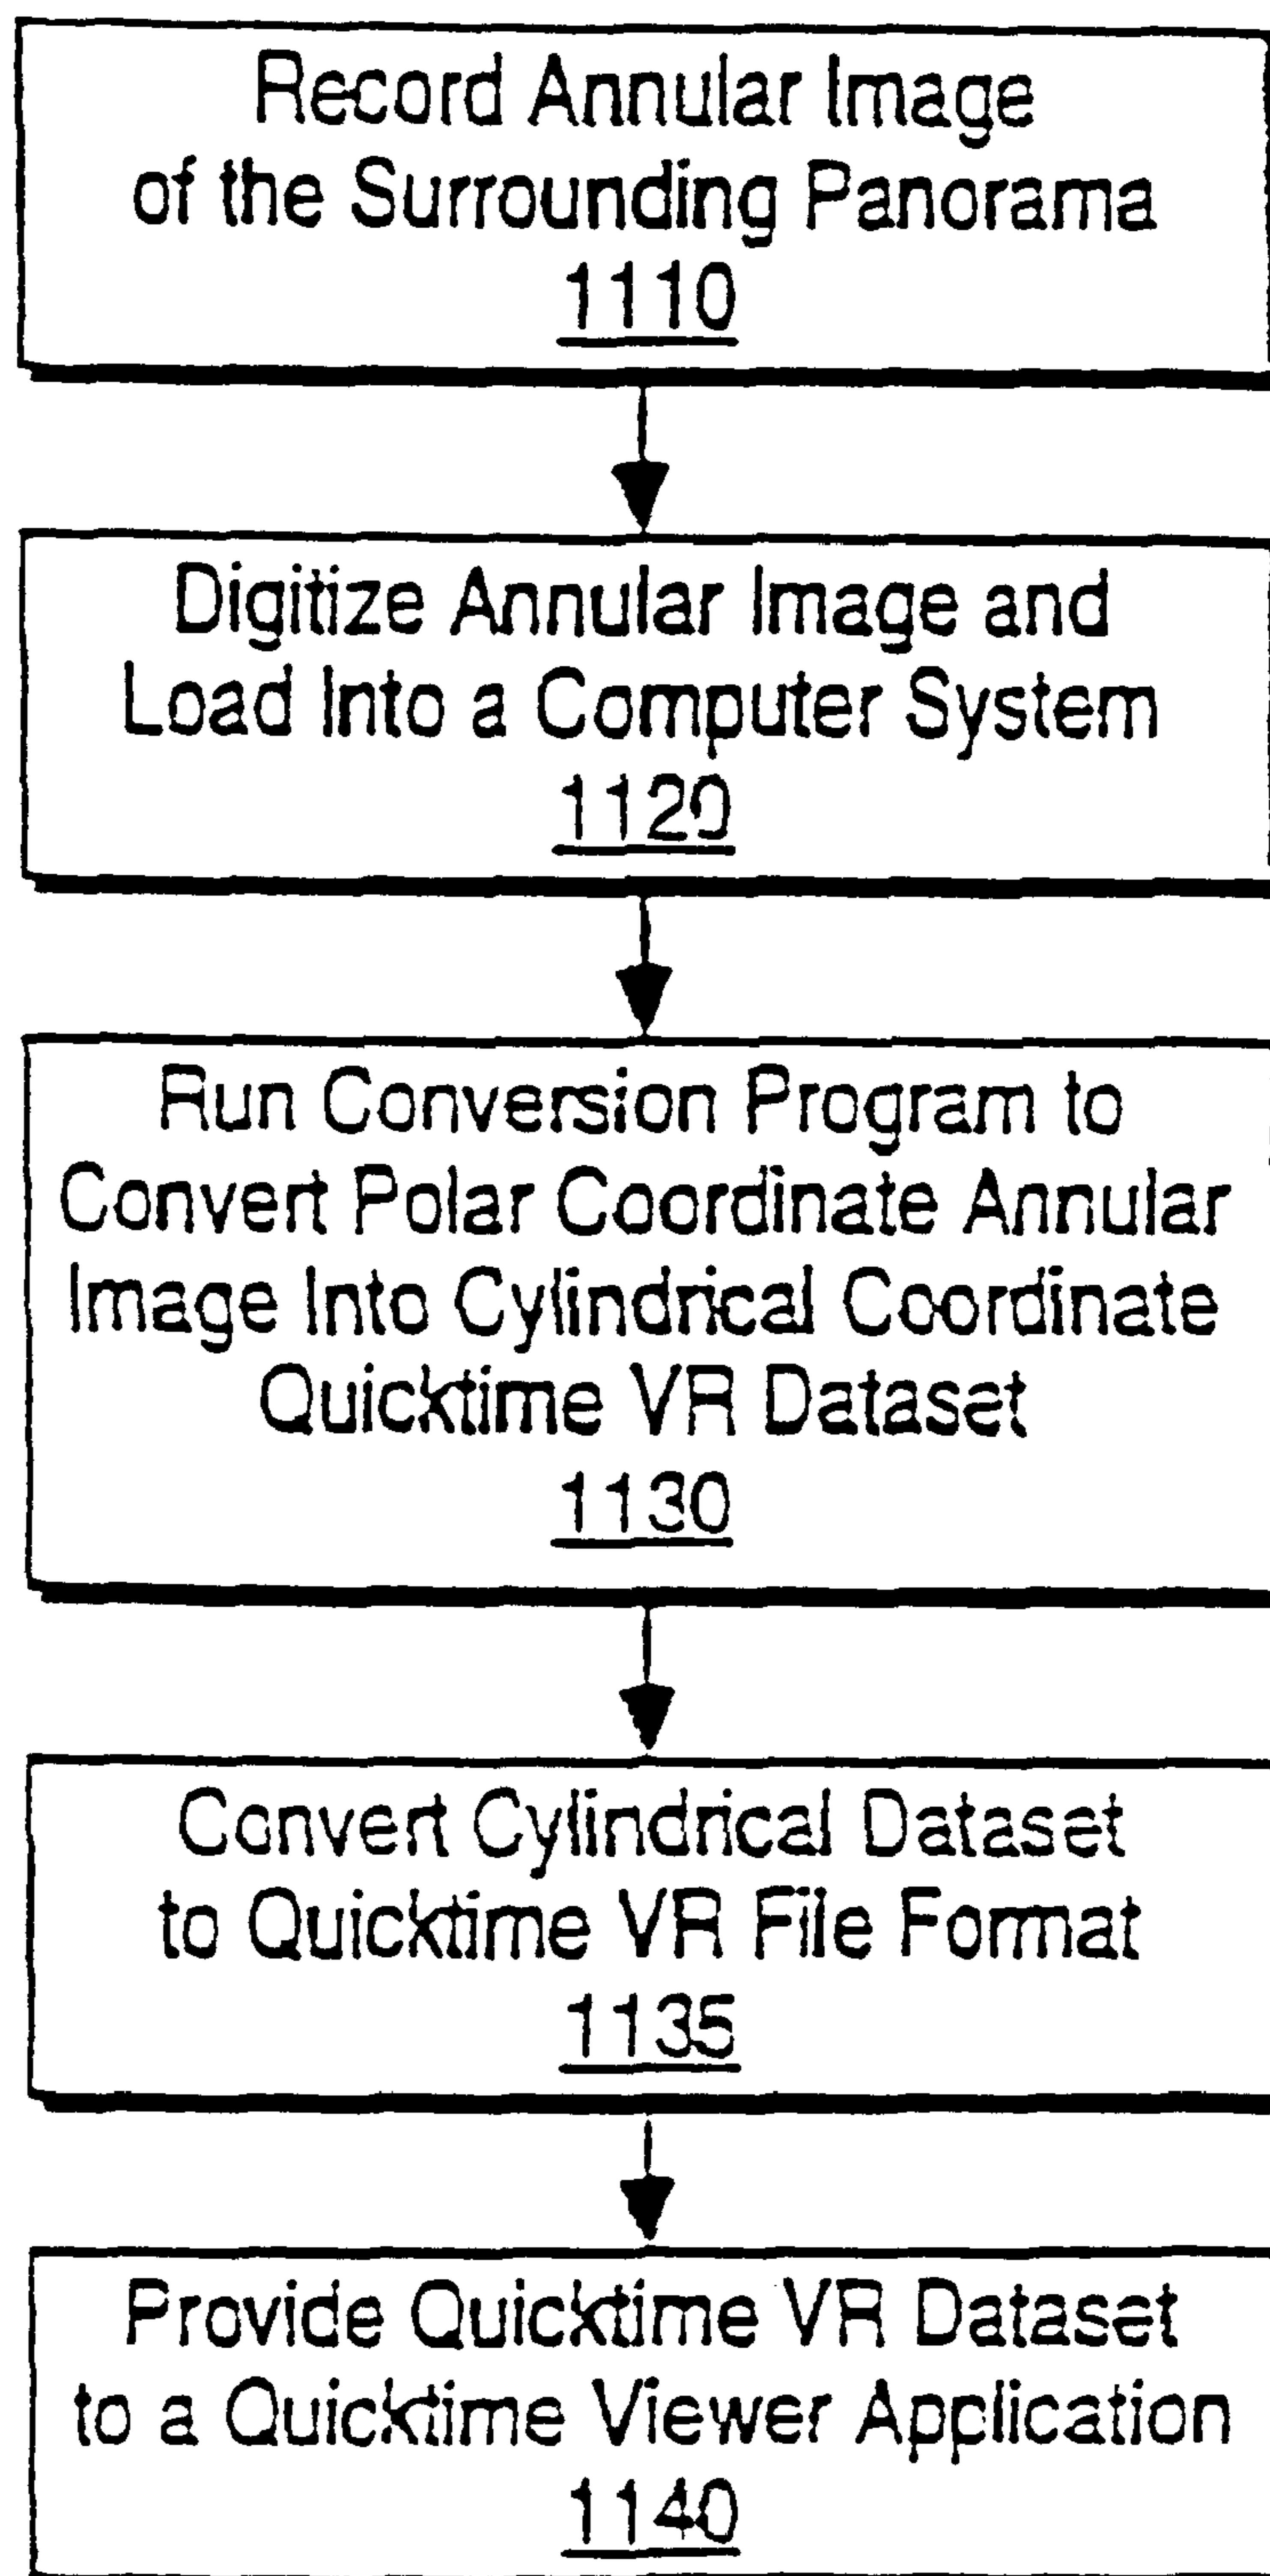 Record Annular Image
of the Surrounding Panorama
1110
Digitize Annular Image and
Load Into a Computer System
1120
Run Conversion Program to
Convert Polar Coordinate Annular
Image Into Cylindrical Coordinate
Quicktime VR Dataset
1130
Convert Cylindrical Dataset
to Quicktime VR File Format
1135
Provide Quicktime VR Dataset
to a Quicktime Viewer Application
1140